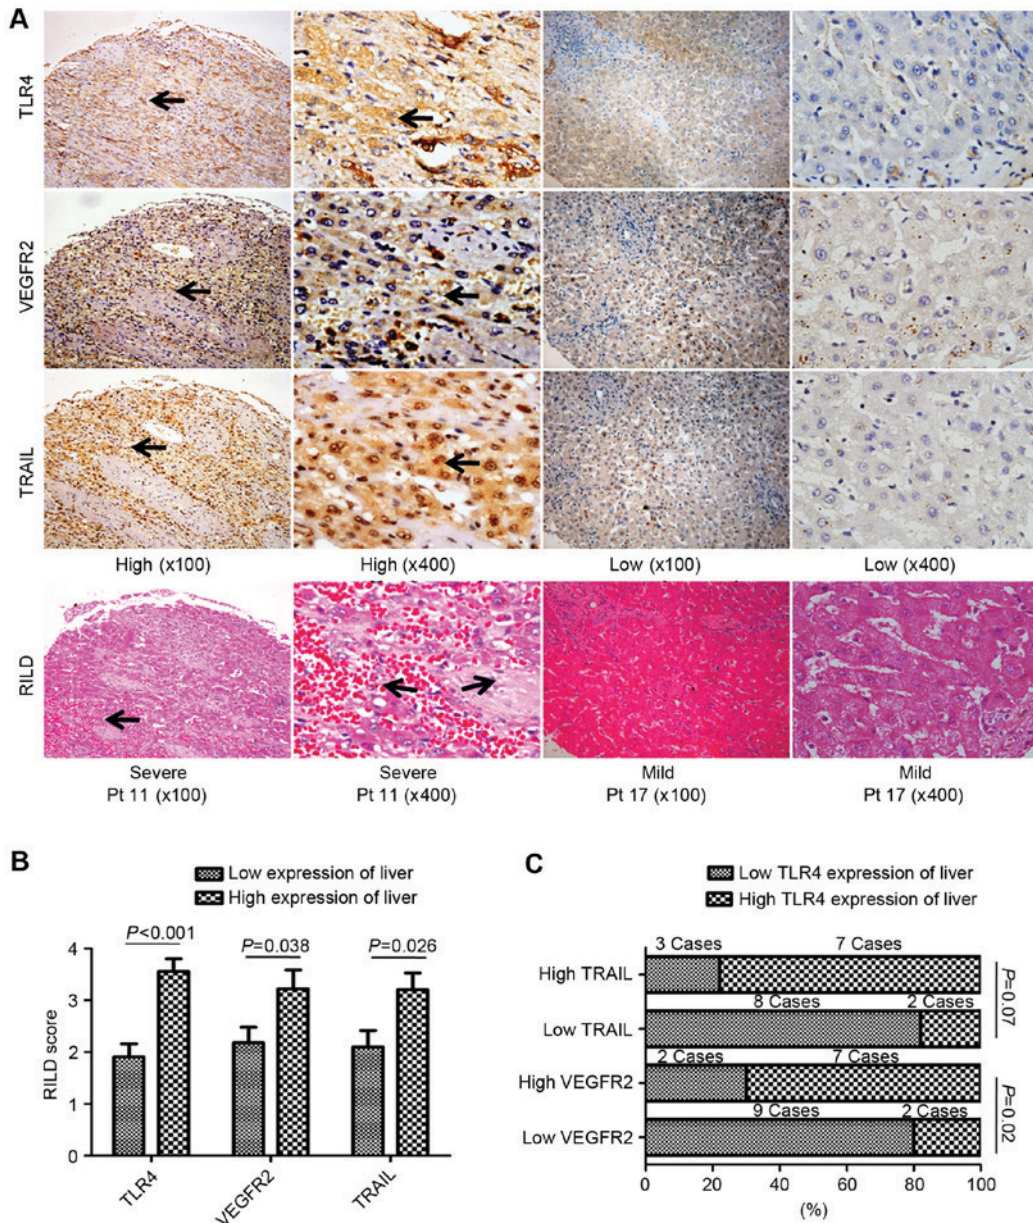 A
TLR4
VEGFR2
TRAIL
High (x100)
High (x400)
Low (x100)
Low (x400)
RILD
Severe
Pt 11 (x100)
Severe
Pt 11 (x400)
Mild
Pt 17 (x100)
Mild
Pt 17 (x400)
B
Low expression of liver
High expression of liver
P<0.001
P=0.038
P=0.026
4
3
2
1
0
RILD score
TLR4
VEGFR2
TRAIL
C
Low TLR4 expression of liver
High TLR4 expression of liver
3 Cases 7 Cases
High TRAIL
8 Cases 2 Cases
Low TRAIL
P=0.07
2 Cases 7 Cases
High VEGFR2
9 Cases 2 Cases
Low VEGFR2
P=0.02
0 20 40 60 80 100
(%)